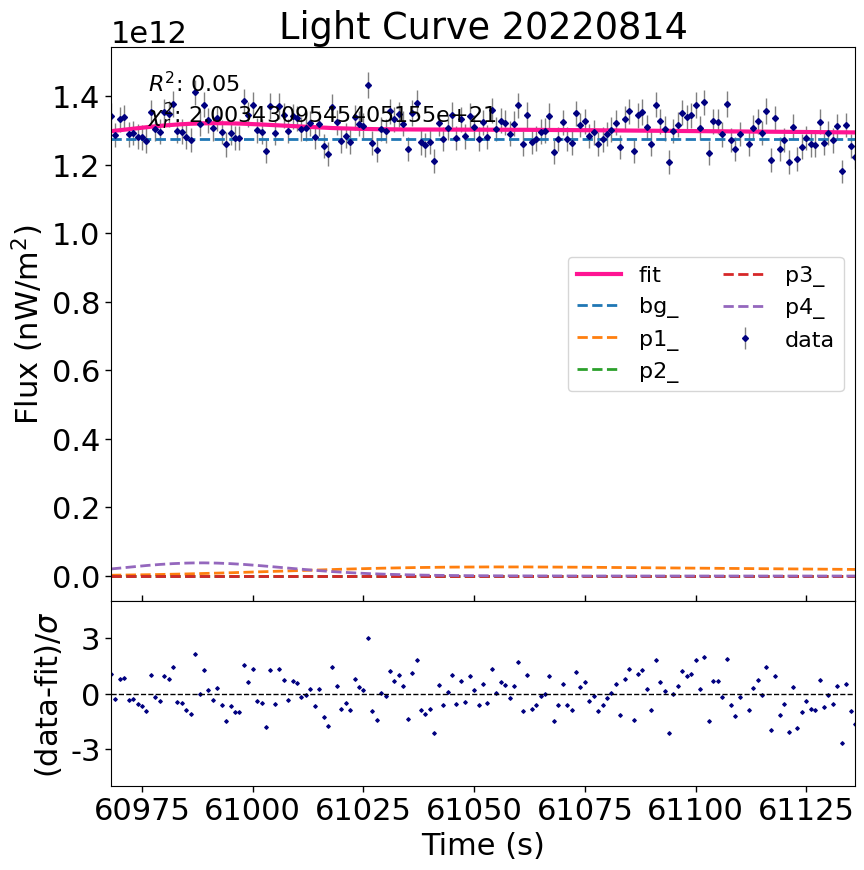 Light Curve 20220814
1e12
R²: 0.05
χ²: 2.0034399545405155e+21
1.4
1.2
1.0
0.8
0.6
0.4
0.2
0.0
Flux (nW/m²)
fit
bg_
p1_
p2_
p3_
p4_
data
3
0
-3
(data-fit)/σ
60975 61000 61025 61050 61075 61100 61125
Time (s)